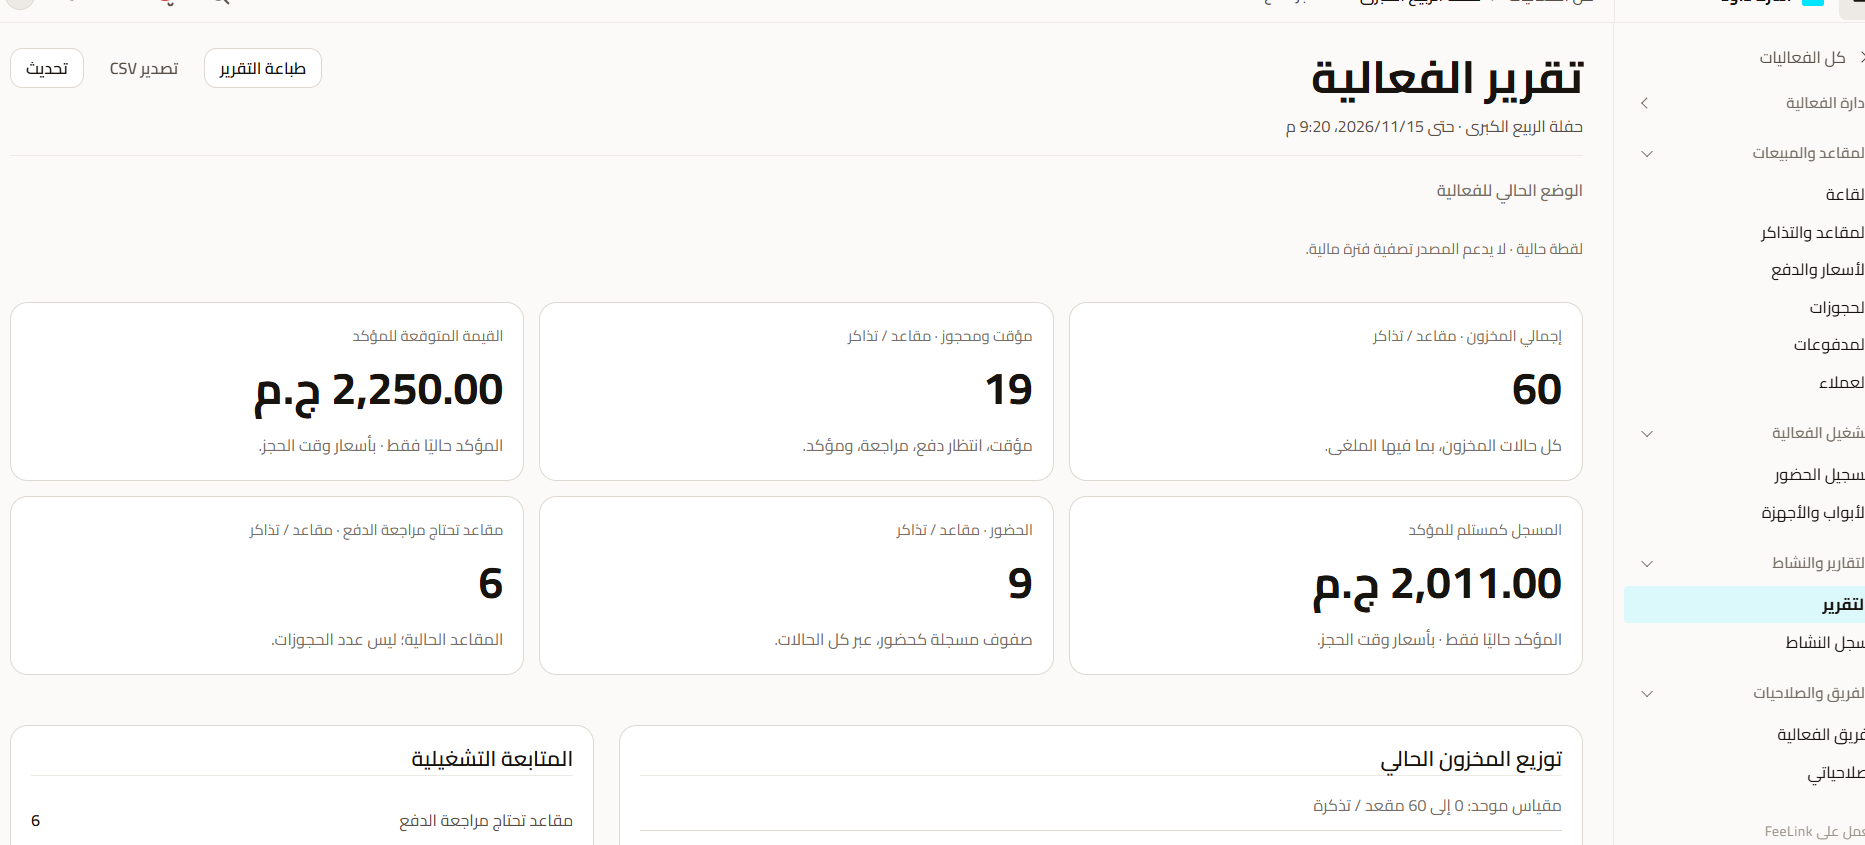 كل الفعاليات
المقاعد والمبيعات
المقاعد والتذاكر
التقارير والنشاط
تقرير الفعالية
حفلة الربيع الكبرى · حتى 2026/11/15، 9:20 م
طباعة التقرير
تصدير CSV
تحديث
الوضع الحالي للفعالية
لقطة حالية · لا يدعم المصدر تصفية فترة مالية.
إجمالي المخزون · مقاعد / تذاكر
60
كل حالات المخزون، بما فيها الملغى.
مؤقت ومحجوز · مقاعد / تذاكر
19
مؤقت، انتظار دفع، مراجعة، ومؤكد.
القيمة المتوقعة للمؤكد
2,250.00 ج.م
المؤكد حاليًا فقط · بأسعار وقت الحجز.
المسجل كمستلم للمؤكد
2,011.00 ج.م
المؤكد حاليًا فقط · بأسعار وقت الحجز.
الحضور · مقاعد / تذاكر
9
صفوف مسجلة كحضور، عبر كل الحالات.
مقاعد تحتاج مراجعة الدفع · مقاعد / تذاكر
6
المقاعد الحالية؛ ليس عدد الحجوزات.
توزيع المخزون الحالي
مقياس موحد: 0 إلى 60 مقعد / تذكرة
المتابعة التشغيلية
مقاعد تحتاج مراجعة الدفع
6
على FeeLink